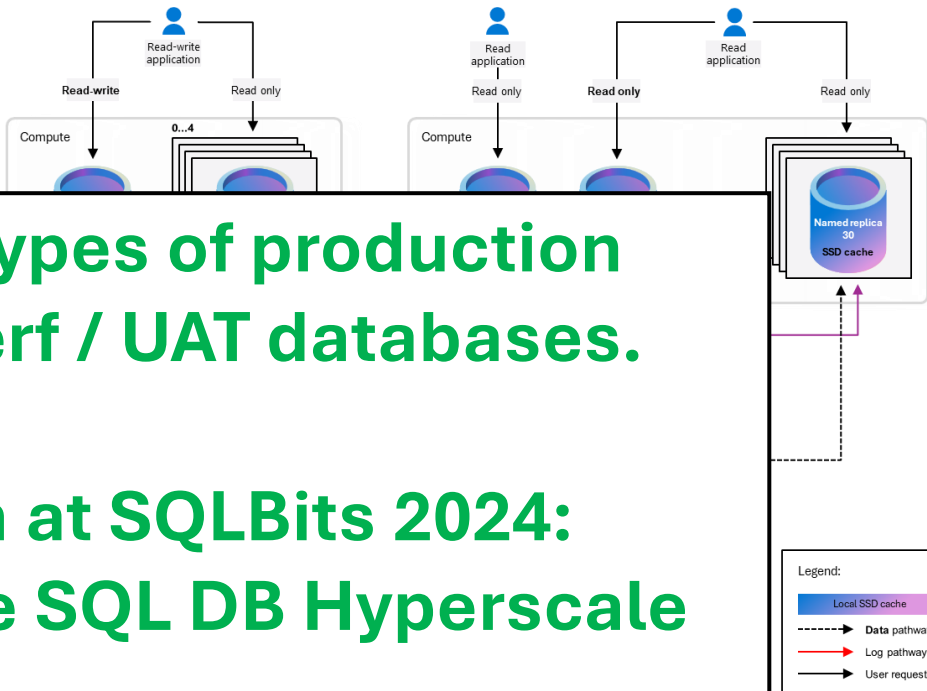 Read-write
application
Read
application
Read
application
Read-write
Read only
Read only
Read only
Read only
Compute
0...4
Compute
Named replica
30
SSD cache
ypes of production
erf / UAT databases.
at SQLBits 2024:
e SQL DB Hyperscale
Legend:
Local SSD cache
Data pathwa
Log pathway
User request